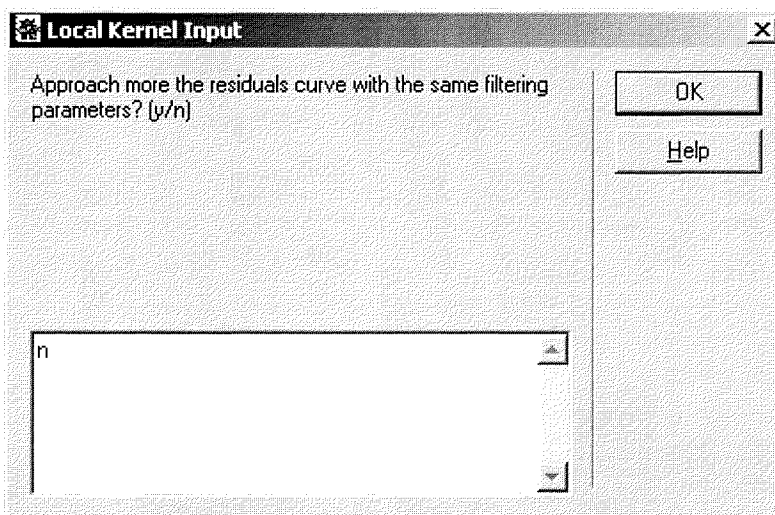 Local Kernel Input
Approach more the residuals curve with the same filtering
parameters? (y/n)
OK
Help
n